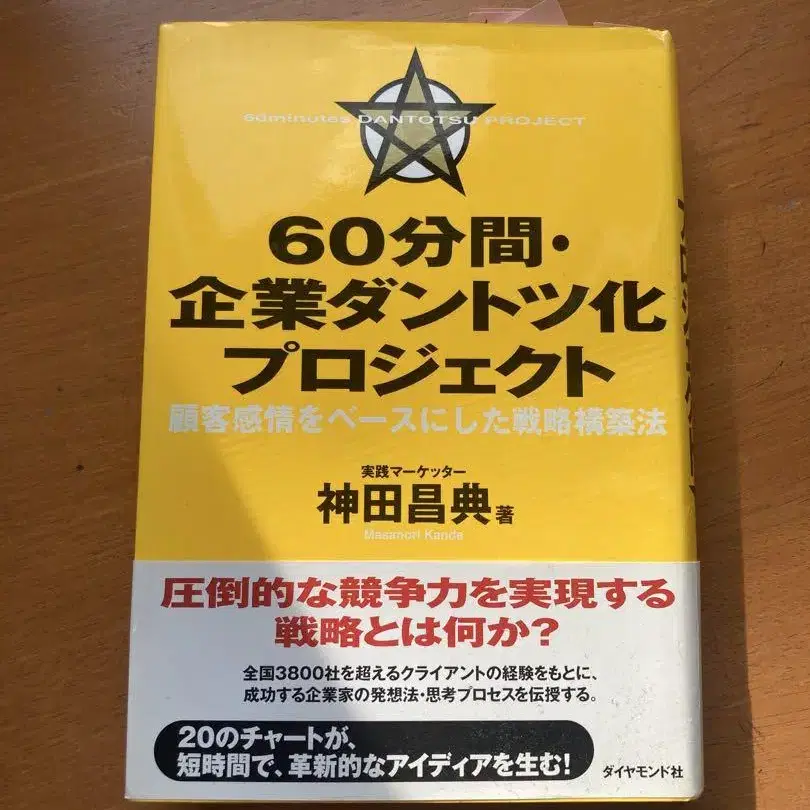 60minutes DANTOTSU PROJECT
60分間・
企業ダントツ化
プロジェクト
顧客感情をベースにした戦略構築法
実践マーケッター
神田昌典著
Masanori Kanda
圧倒的な競争力を実現する
戦略とは何か?
全国3800社を超えるクライアントの経験をもとに、
成功する企業家の発想法・思考プロセスを伝授する。
20のチャートが、
短時間で、革新的なアイディアを生む!
ダイヤモンド社